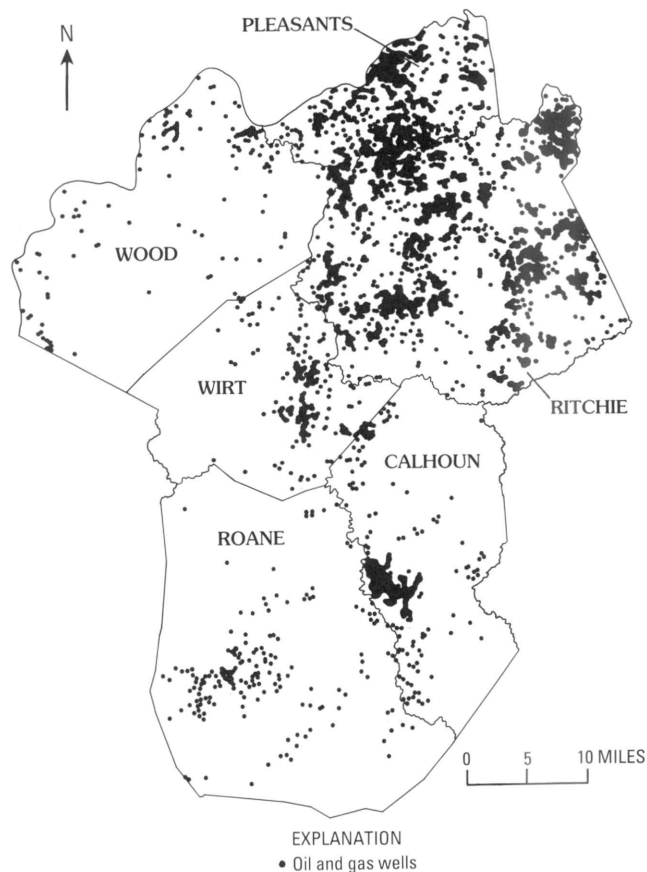 PLEASANTS
N
WOOD
WIRT
RITCHIE
CALHOUN
ROANE
0 5 10 MILES
EXPLANATION
• Oil and gas wells